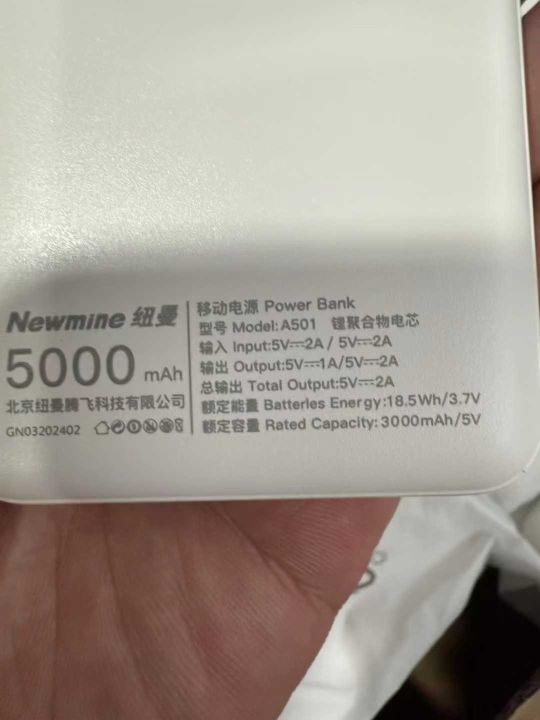 Newmine 纽曼
5000 mAh
北京纽曼腾飞科技有限公司
GN03202402
移动电源 Power Bank
型号 Model:A501 锂聚合物电芯
输入 Input:5V⎓2A / 5V⎓2A
输出 Output:5V⎓1A/5V⎓2A
总输出 Total Output:5V⎓2A
额定能量 Batterles Energy:18.5Wh/3.7V
额定容量 Rated Capacity:3000mAh/5V